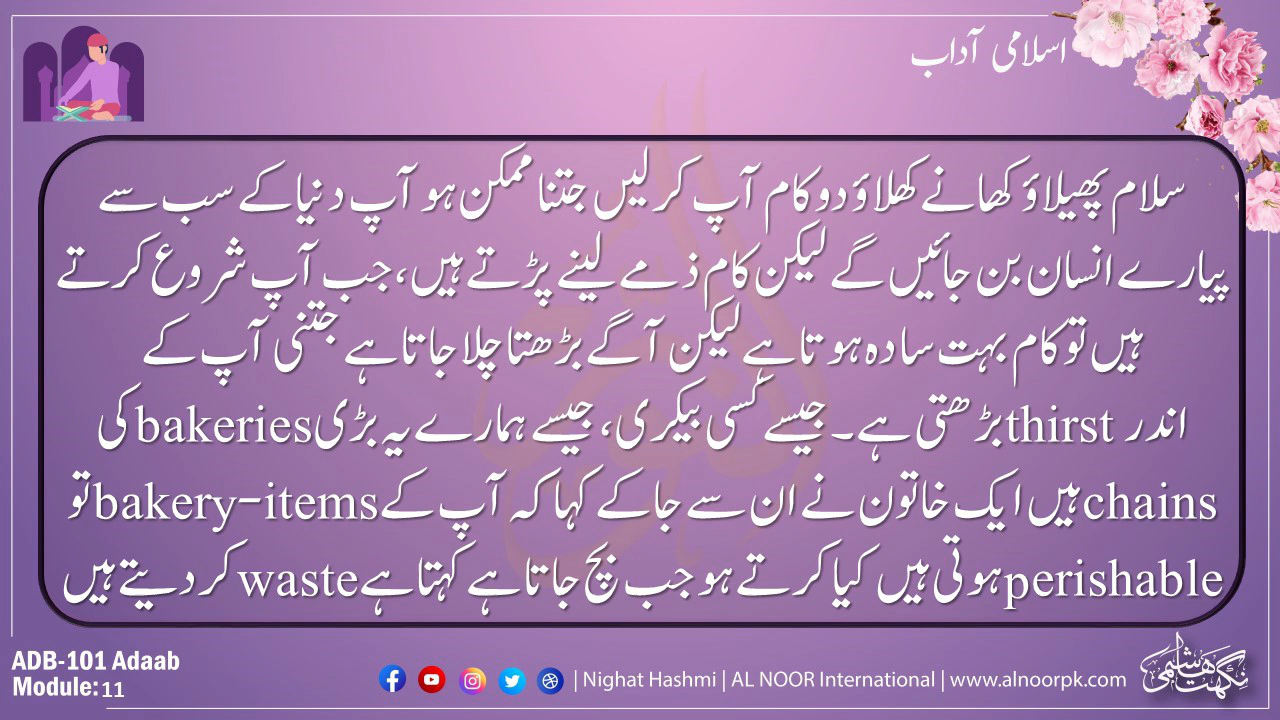 اسلامی آداب
سلام پھیلاؤ کھانے کھلاؤ دو کام آپ کر لیں جتنا ممکن ہو آپ دنیا کے سب سے
پیارے انسان بن جائیں گے لیکن کام ذمے لینے پڑتے ہیں، جب آپ شروع کرتے
ہیں تو کام بہت سادہ ہوتا ہے لیکن آگے بڑھتا چلا جاتا ہے جتنی آپ کے
اندر thirst بڑھتی ہے۔ جیسے کسی بیکری، جیسے ہمارے یہ بڑی bakeries کی
chains ہیں ایک خاتون نے ان سے جا کے کہا کہ آپ کے bakery-items تو
perishable ہوتی ہیں کیا کرتے ہو جب بچ جاتا ہے کہتا ہے waste کر دیتے ہیں
ADB-101 Adaab
Module:11
| Nighat Hashmi | AL NOOR International | www.alnoorpk.com
نگہت ہاشمی